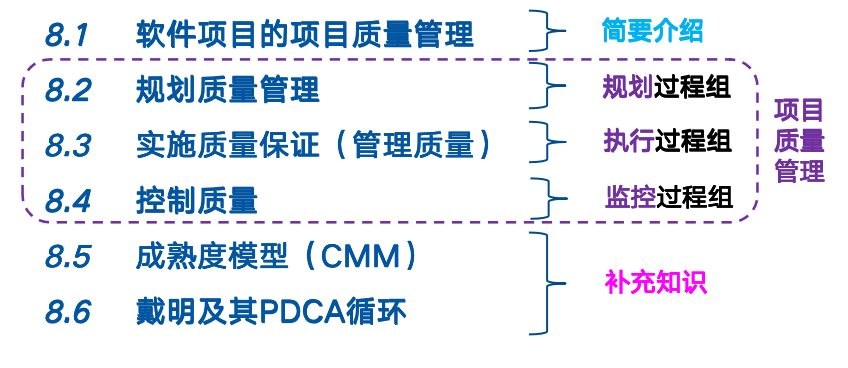 8.1 软件项目的项目质量管理 简要介绍
8.2 规划质量管理 规划过程组
8.3 实施质量保证（管理质量） 执行过程组
8.4 控制质量 监控过程组
项目
质量
管理
8.5 成熟度模型（CMM）
8.6 戴明及其PDCA循环
补充知识